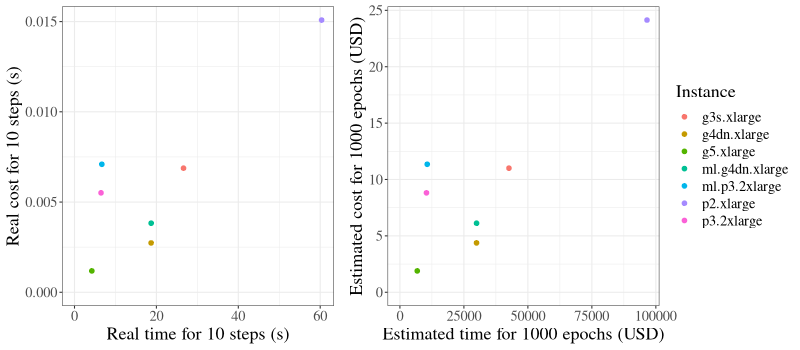 Real cost for 10 steps (s)
0.015
0.010
0.005
0.000
0
20
40
60
Real time for 10 steps (s)
Estimated cost for 1000 epochs (USD)
25
20
15
10
5
0
0
25000
50000
75000
100000
Estimated time for 1000 epochs (USD)
Instance
g3s.xlarge
g4dn.xlarge
g5.xlarge
ml.g4dn.xlarge
ml.p3.2xlarge
p2.xlarge
p3.2xlarge